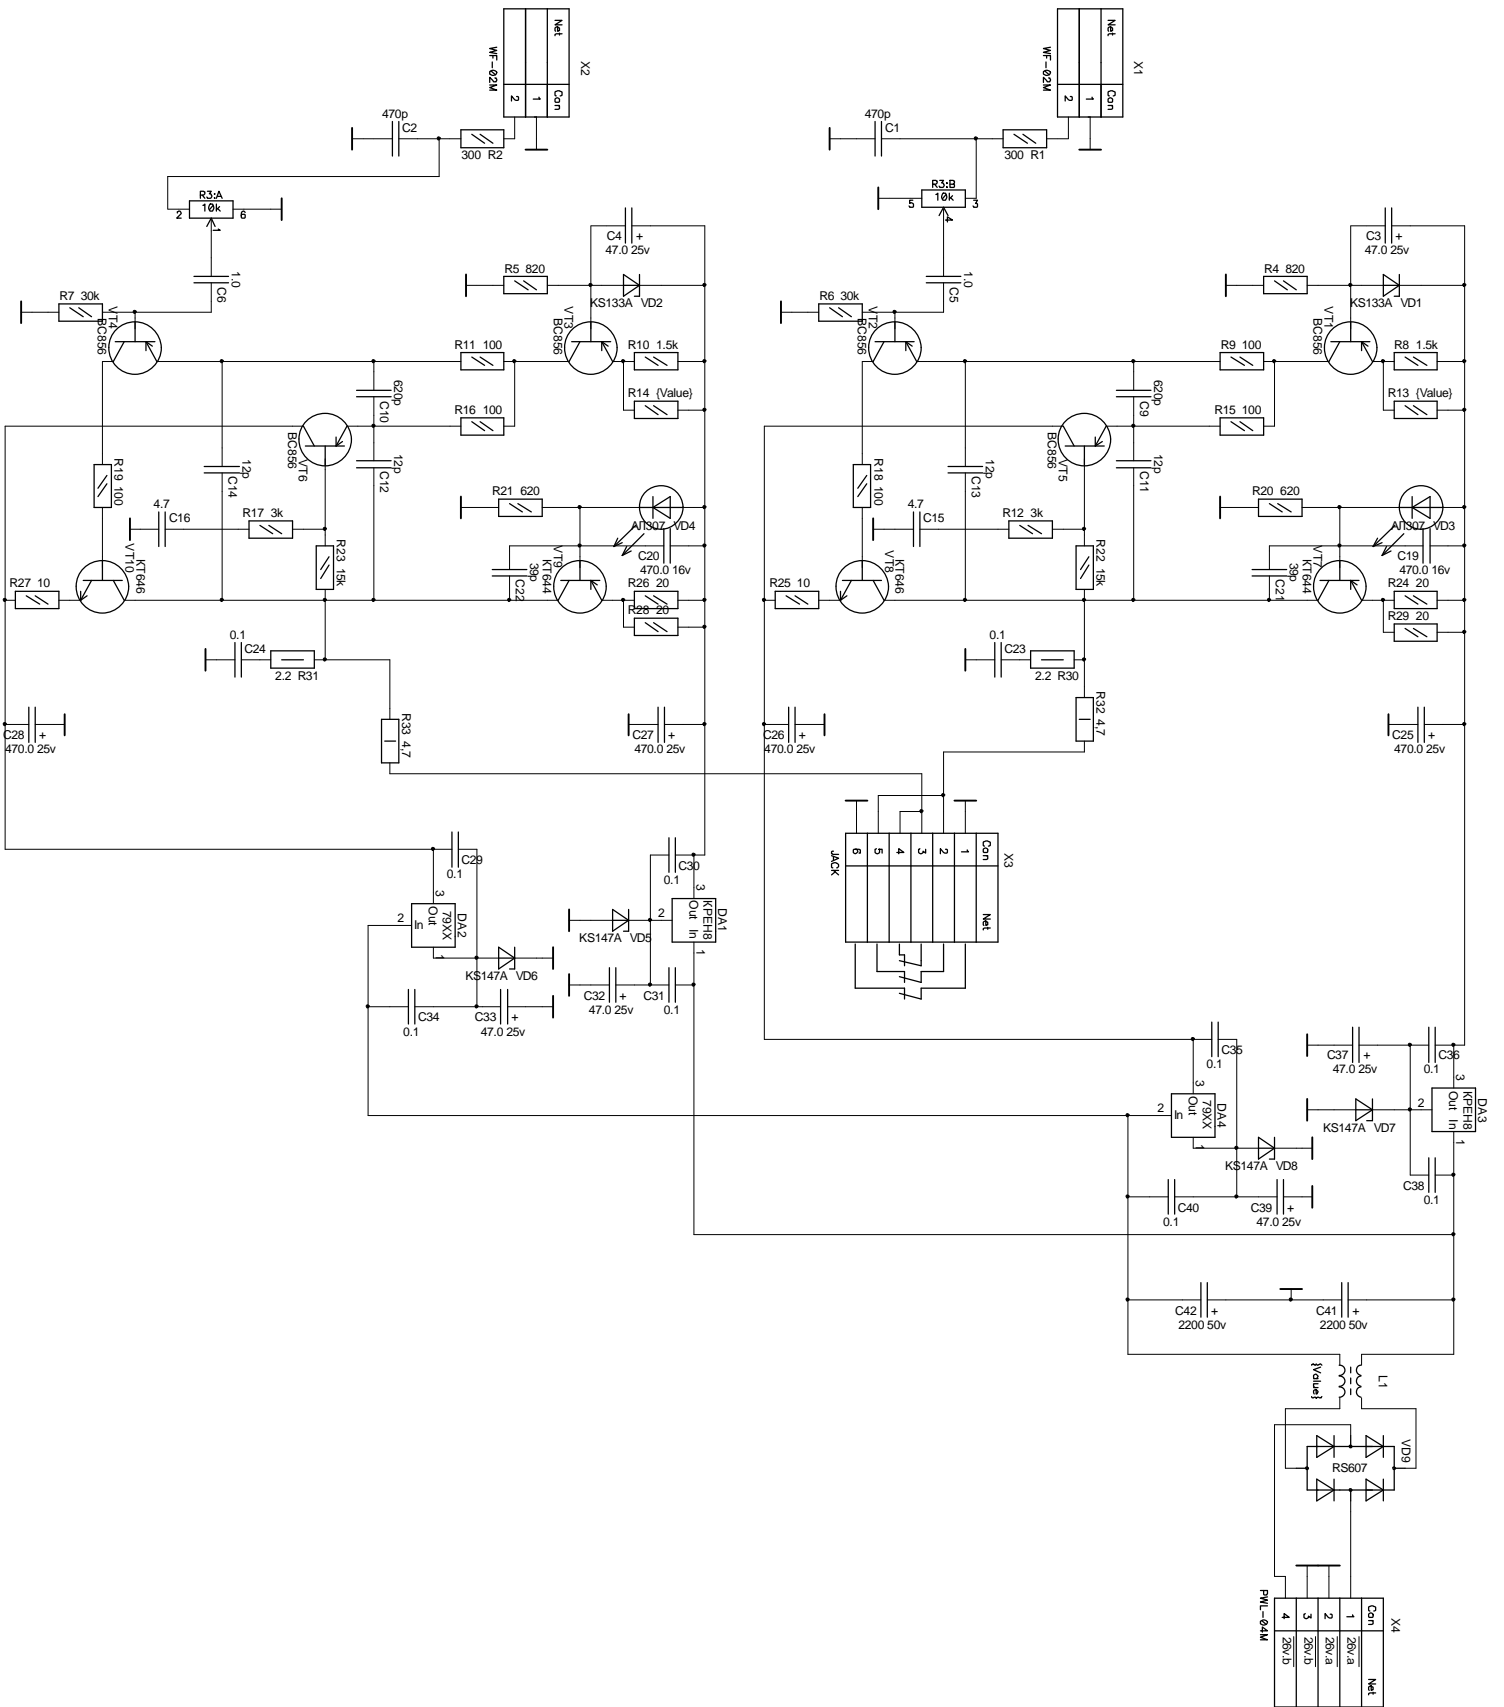 X2
Net
Con
1
2
WF-02M
X1
Net
Con
1
2
WF-02M
470p
C2
300 R2
470p
C1
300 R1
R3:A
10k
2
6
1
R3:B
10k
5
3
4
C4
+
47.0 25v
C3
+
47.0 25v
1.0
C6
R5 820
KS133A VD2
1.0
C5
R4 820
KS133A VD1
R7 30k
VT4
BC856
VT3
BC856
R6 30k
VT2
BC856
VT1
BC856
R11 100
R10 1.5k
R9 100
R8 1.5k
620p
C10
R14 {Value}
620p
C9
R13 {Value}
R16 100
R15 100
BC856
VT6
BC856
VT5
R19 100
12p
C14
12p
C12
R18 100
12p
C13
12p
C11
4.7
C16
R17 3k
R21 620
АЛ307 VD4
4.7
C15
R12 3k
R20 620
АЛ307 VD3
R23 15k
C20
470.0 16v
R22 15k
C19
470.0 16v
KT646
VT10
39p
C22
VT9
KT644
KT646
VT8
39p
C21
VT7
KT644
R27 10
R26 20
R25 10
R24 20
R28 20
R29 20
0.1
C24
2.2 R31
0.1
C23
2.2 R30
C28
+
470.0 25v
R33 4,7
C27
+
470.0 25v
C26
+
470.0 25v
R32 4,7
C25
+
470.0 25v
X3
Con
Net
1
2
3
4
5
6
JACK
C29
0.1
C30
0.1
3
Out
In
2
1
79XX
DA2
3
Out In
2
1
KPEH8
DA1
KS147A VD6
KS147A VD5
C34
0.1
C33
+
47.0 25v
C32
+
47.0 25v
C31
0.1
C35
0.1
C37
+
47.0 25v
C36
0.1
3
Out
In
2
1
79XX
DA4
3
Out In
2
1
KPEH8
DA3
KS147A VD8
KS147A VD7
C38
0.1
C40
0.1
C39
+
47.0 25v
C42
+
2200 50v
C41
+
2200 50v
L1
{Value}
VD9
RS607
X4
Con
Net
1
26v.a
2
26v.a
3
26v.b
4
26v.b
PWL-04M